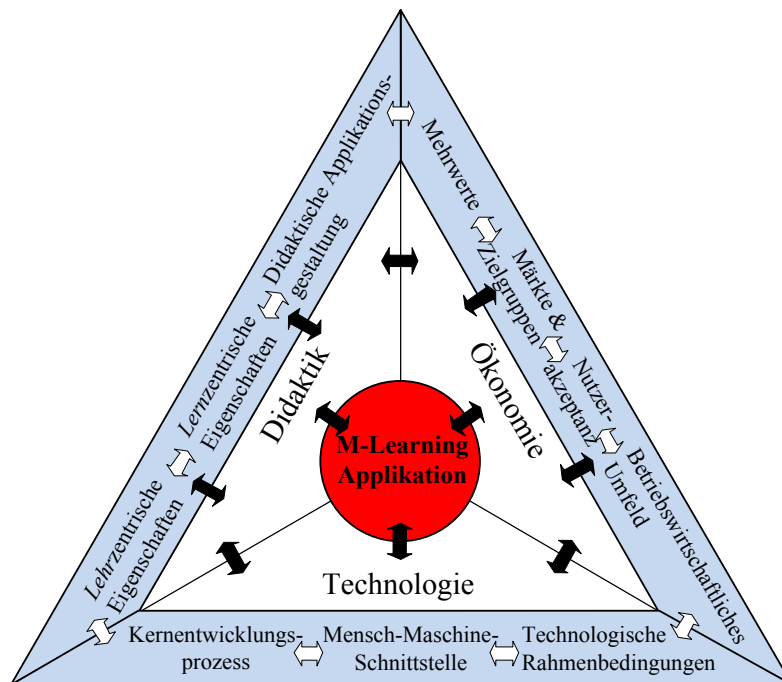 Didaktische Applikations-
gestaltung
Lernzentrische
Eigenschaften
Lehrzentrische
Eigenschaften
Mehrwerte
Märkte &
Zielgruppen
Nutzer-
akzeptanz
Betriebswirtschaftliches
Umfeld
Didaktik
Ökonomie
M-Learning
Applikation
Technologie
Kernentwicklungs-
prozess
Mensch-Maschine-
Schnittstelle
Technologische
Rahmenbedingungen